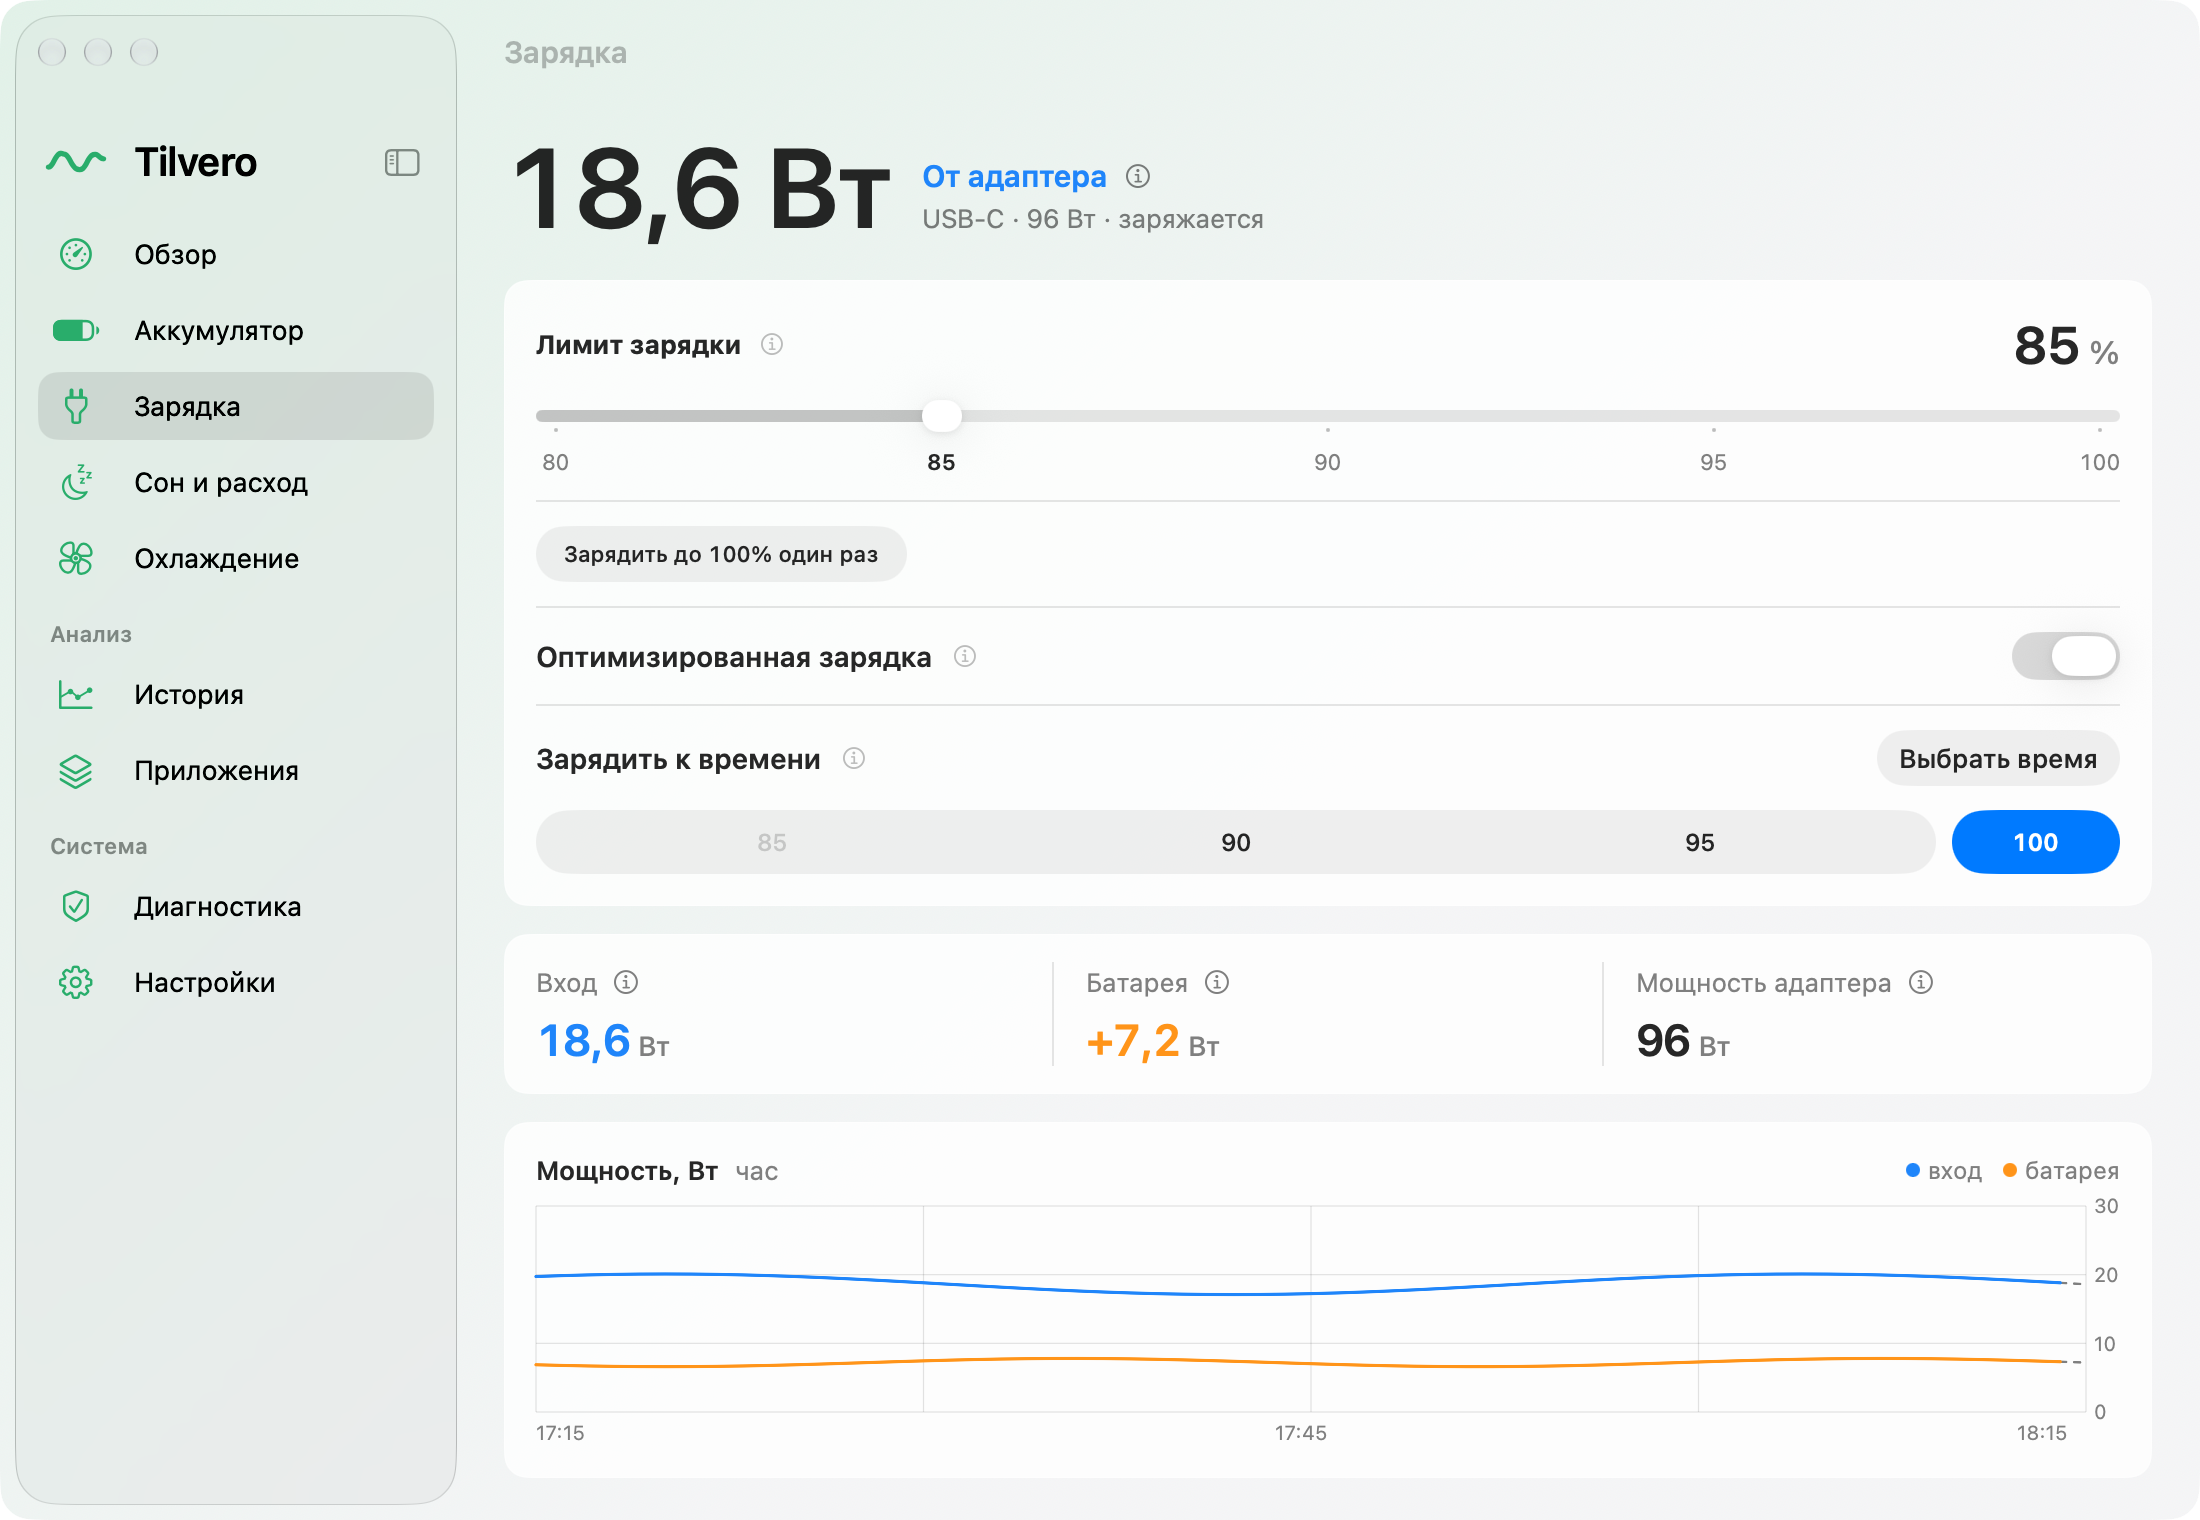 Зарядка
Tilvero
Обзор
Аккумулятор
Зарядка
Сон и расход
Охлаждение
Анализ
История
Приложения
Система
Диагностика
Настройки
18,6 Вт
От адаптера
USB-C · 96 Вт · заряжается
Лимит зарядки
85 %
80 85 90 95 100
Зарядить до 100% один раз
Оптимизированная зарядка
Зарядить к времени
Выбрать время
85 90 95 100
Вход
18,6 Вт
Батарея
+7,2 Вт
Мощность адаптера
96 Вт
Мощность, Вт час
вход батарея
30
20
10
0
17:15 17:45 18:15